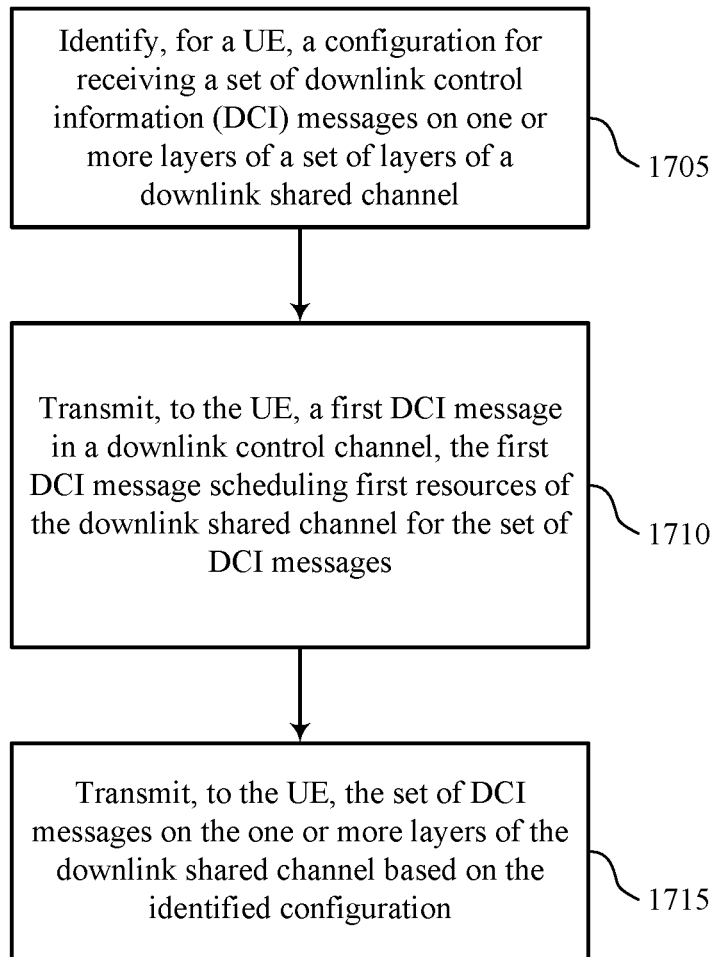 Identify, for a UE, a configuration for
receiving a set of downlink control
information (DCI) messages on one or
more layers of a set of layers of a
downlink shared channel
1705
Transmit, to the UE, a first DCI message
in a downlink control channel, the first
DCI message scheduling first resources of
the downlink shared channel for the set of
DCI messages
1710
Transmit, to the UE, the set of DCI
messages on the one or more layers of the
downlink shared channel based on the
identified configuration
1715